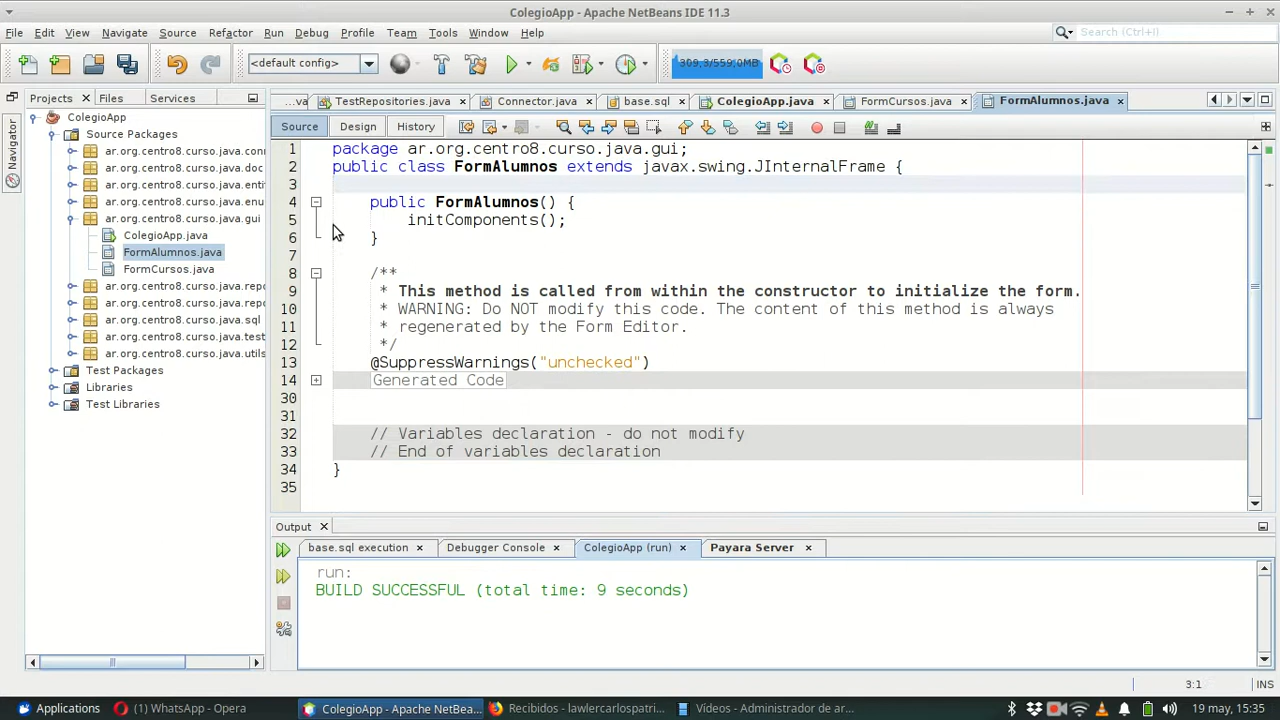 ColegioApp - Apache NetBeans IDE 11.3
File Edit View Navigate Source Refactor Run Debug Profile Team Tools Window Help
Search (Ctrl+I)
<default config>
309,3/559,0MB
Projects Files Services
...va TestRepositories.java Connector.java base.sql ColegioApp.java FormCursos.java FormAlumnos.java
Source Design History
Navigator
ColegioApp
Source Packages
ar.org.centro8.curso.java.con
ar.org.centro8.curso.java.doc
ar.org.centro8.curso.java.enti
ar.org.centro8.curso.java.enu
ar.org.centro8.curso.java.gui
ColegioApp.java
FormAlumnos.java
FormCursos.java
ar.org.centro8.curso.java.repo
ar.org.centro8.curso.java.repo
ar.org.centro8.curso.java.sql
ar.org.centro8.curso.java.test
ar.org.centro8.curso.java.utils
Test Packages
Libraries
Test Libraries
1 package ar.org.centro8.curso.java.gui;
2 public class FormAlumnos extends javax.swing.JInternalFrame {
3
4 public FormAlumnos() {
5 initComponents();
6 }
7
8 /**
9 * This method is called from within the constructor to initialize the form.
10 * WARNING: Do NOT modify this code. The content of this method is always
11 * regenerated by the Form Editor.
12 */
13 @SuppressWarnings("unchecked")
14 Generated Code
30
31
32 // Variables declaration - do not modify
33 // End of variables declaration
34 }
35
Output
base.sql execution Debugger Console ColegioApp (run) Payara Server
run:
BUILD SUCCESSFUL (total time: 9 seconds)
3:1 INS
Applications (1) WhatsApp - Opera ColegioApp - Apache NetBea... Recibidos - lawlercarlospatri... Vídeos - Administrador de ar... 19 may, 15:35